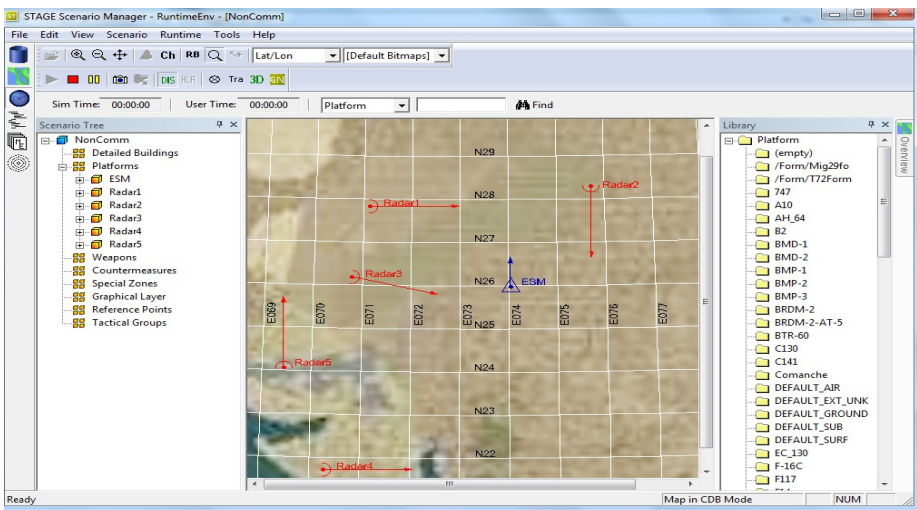 STAGE Scenario Manager - RuntimeEnv - [NonComm]
File Edit View Scenario Runtime Tools Help
Ch RB Lat/Lon [Default Bitmaps]
DIS HLA Tra 3D
Sim Time: 00:00:00 User Time: 00:00:00 Platform Find
Scenario Tree
NonComm
Detailed Buildings
Platforms
ESM
Radar1
Radar2
Radar3
Radar4
Radar5
Weapons
Countermeasures
Special Zones
Graphical Layer
Reference Points
Tactical Groups
N29
Radar2
N28
Radar1
N27
Radar3
N26
ESM
E069 E070 E071 E072 E073 E074 E075 E076 E077
N25
Radar5
N24
N23
N22
Radar4
Library
Platform
(empty)
/Form/Mig29fo
/Form/T72Form
747
A10
AH_64
B2
BMD-1
BMD-2
BMP-1
BMP-2
BMP-3
BRDM-2
BRDM-2-AT-5
BTR-60
C130
C141
Comanche
DEFAULT_AIR
DEFAULT_EXT_UNK
DEFAULT_GROUND
DEFAULT_SUB
DEFAULT_SURF
EC_130
F-16C
F117
Overview
Ready Map in CDB Mode NUM